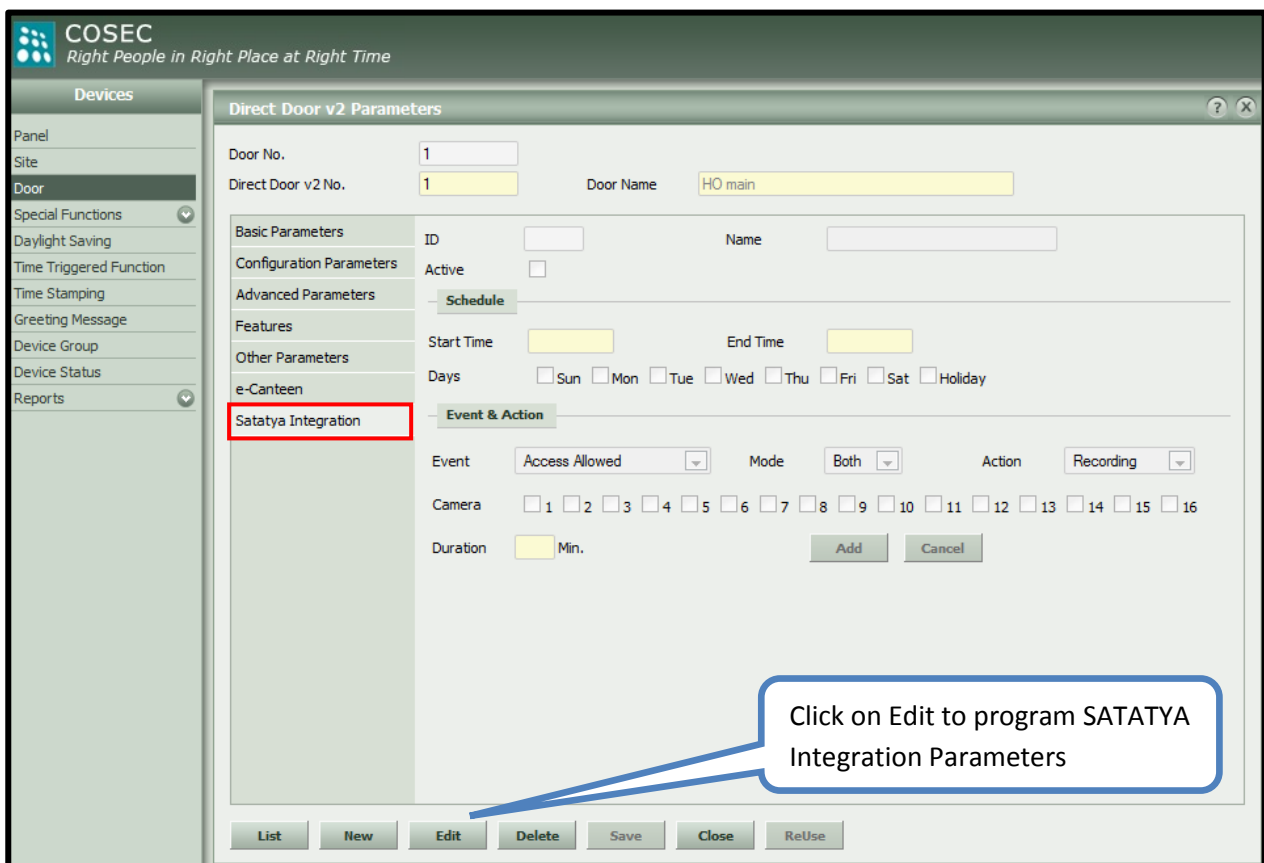 COSEC
Right People in Right Place at Right Time
Devices
Panel
Site
Door
Special Functions
Daylight Saving
Time Triggered Function
Time Stamping
Greeting Message
Device Group
Device Status
Reports
Direct Door v2 Parameters ? X
Door No. 1
Direct Door v2 No. 1 Door Name HO main
Basic Parameters
Configuration Parameters
Advanced Parameters
Features
Other Parameters
e-Canteen
Satatya Integration
ID Name
Active
Schedule
Start Time End Time
Days Sun Mon Tue Wed Thu Fri Sat Holiday
Event & Action
Event Access Allowed Mode Both Action Recording
Camera 1 2 3 4 5 6 7 8 9 10 11 12 13 14 15 16
Duration Min. Add Cancel
Click on Edit to program SATATYA
Integration Parameters
List New Edit Delete Save Close ReUse